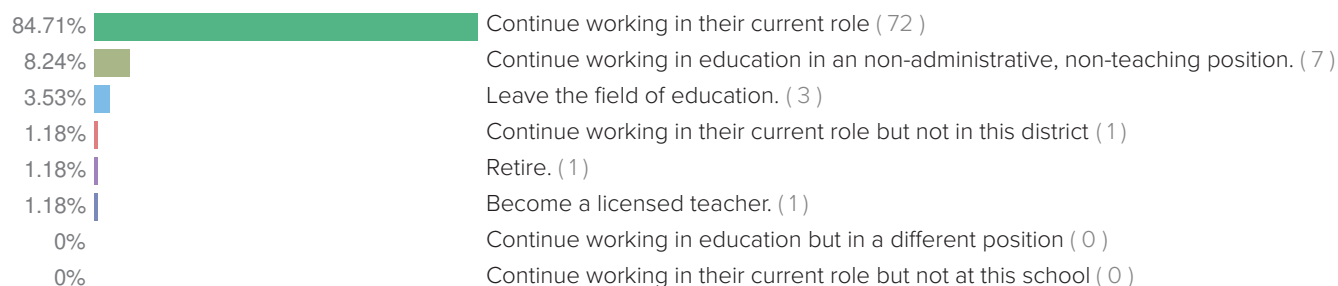 84.71% Continue working in their current role ( 72 )
8.24% Continue working in education in an non-administrative, non-teaching position. ( 7 )
3.53% Leave the field of education. ( 3 )
1.18% Continue working in their current role but not in this district ( 1 )
1.18% Retire. ( 1 )
1.18% Become a licensed teacher. ( 1 )
0% Continue working in education but in a different position ( 0 )
0% Continue working in their current role but not at this school ( 0 )